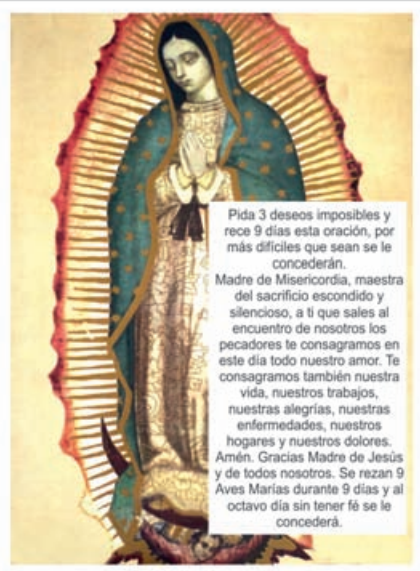 Pida 3 deseos imposibles y
rece 9 días esta oración, por
más difíciles que sean se le
concederán.
Madre de Misericordia, maestra
del sacrificio escondido y
silencioso, a ti que sales al
encuentro de nosotros los
pecadores te consagramos en
este día todo nuestro amor. Te
consagramos también nuestra
vida, nuestros trabajos,
nuestras alegrías, nuestras
enfermedades, nuestros
hogares y nuestros dolores.
Amén. Gracias Madre de Jesús
y de todos nosotros. Se rezan 9
Aves Marías durante 9 días y al
octavo día sin tener fé se le
concederá.